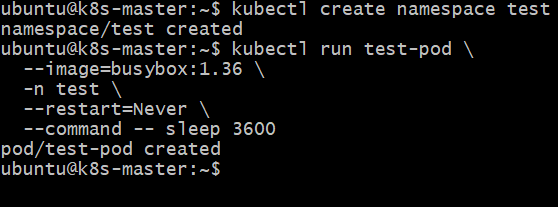 ubuntu@k8s-master:~$ kubectl create namespace test
namespace/test created
ubuntu@k8s-master:~$ kubectl run test-pod \
  --image=busybox:1.36 \
  -n test \
  --restart=Never \
  --command -- sleep 3600
pod/test-pod created
ubuntu@k8s-master:~$